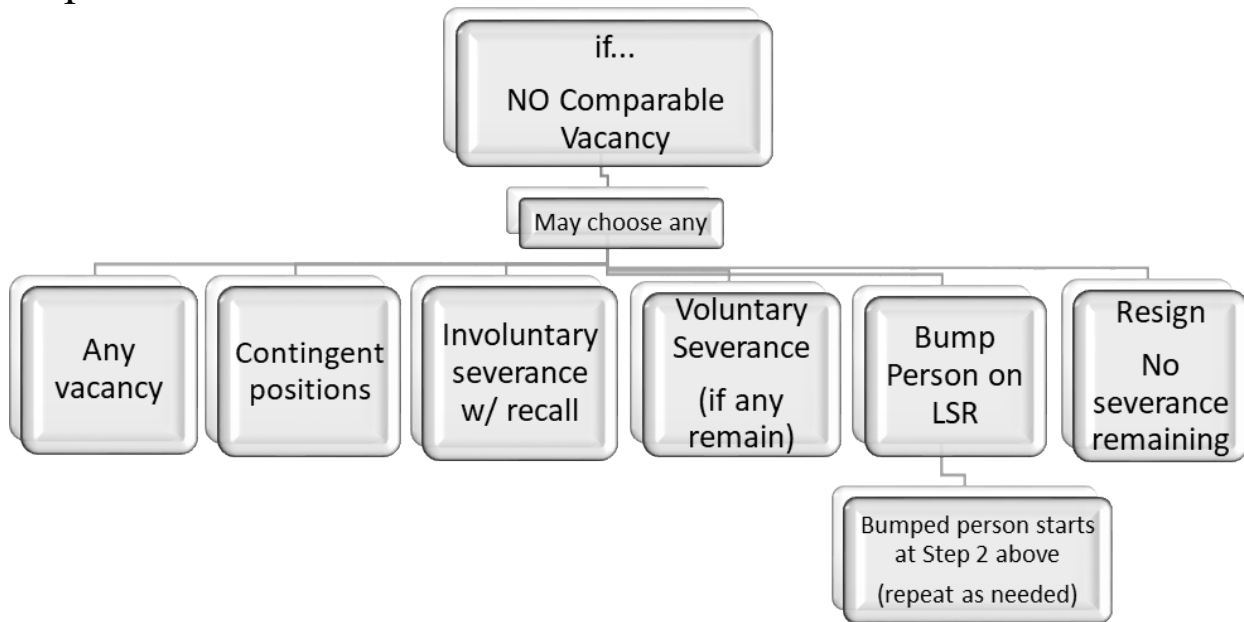 if...
NO Comparable
Vacancy
May choose any
Any
vacancy
Contingent
positions
Involuntary
severance
w/ recall
Voluntary
Severance
(if any
remain)
Bump
Person on
LSR
Resign
No
severance
remaining
Bumped person starts
at Step 2 above
(repeat as needed)